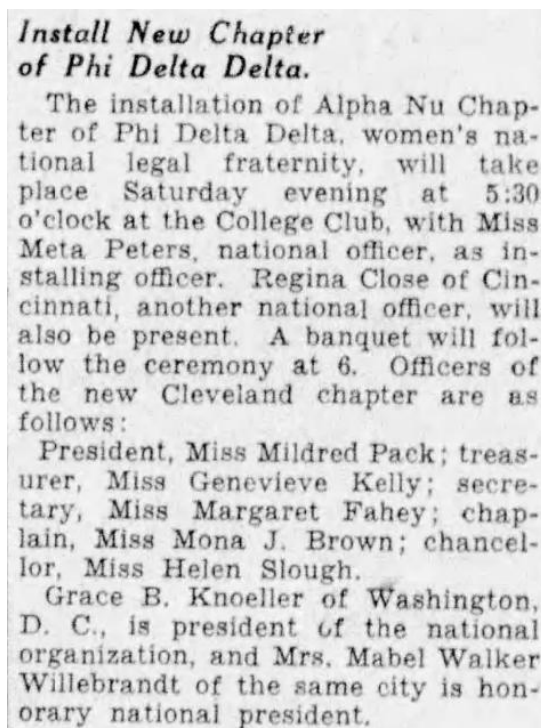 Install New Chapter
of Phi Delta Delta.
The installation of Alpha Nu Chap-
ter of Phi Delta Delta, women's na-
tional legal fraternity, will take
place Saturday evening at 5:30
o'clock at the College Club, with Miss
Meta Peters, national officer, as in-
stalling officer. Regina Close of Cin-
cinnati, another national officer, will
also be present. A banquet will fol-
low the ceremony at 6. Officers of
the new Cleveland chapter are as
follows:
President, Miss Mildred Pack; treas-
urer, Miss Genevieve Kelly; secre-
tary, Miss Margaret Fahey; chap-
lain, Miss Mona J. Brown; chancel-
lor, Miss Helen Slough.
Grace B. Knoeller of Washington,
D. C., is president of the national
organization, and Mrs. Mabel Walker
Willebrandt of the same city is hon-
orary national president.